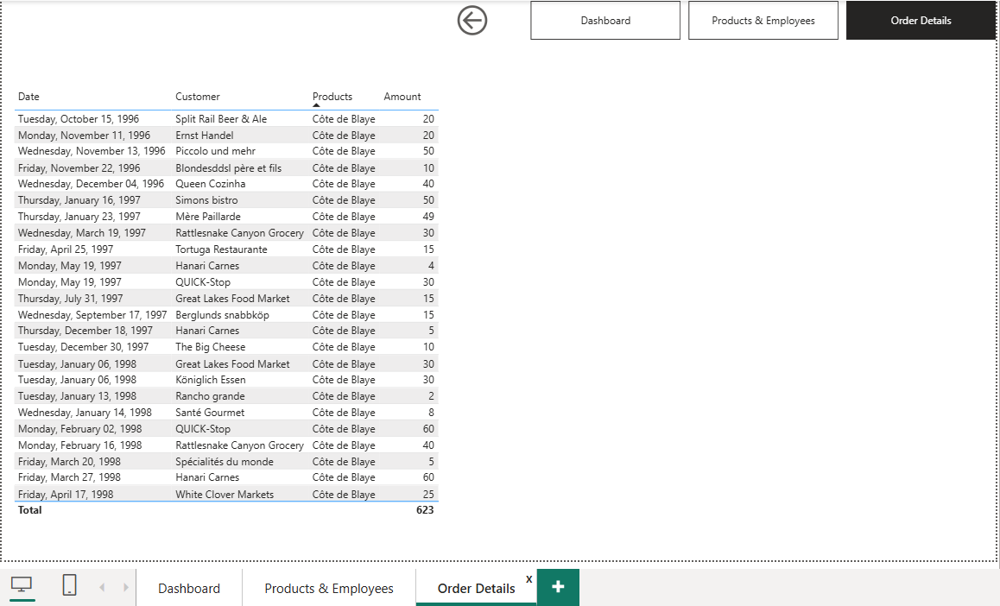 Dashboard Products & Employees Order Details
Date Customer Products Amount
Tuesday, October 15, 1996 Split Rail Beer & Ale Côte de Blaye 20
Monday, November 11, 1996 Ernst Handel Côte de Blaye 20
Wednesday, November 13, 1996 Piccolo und mehr Côte de Blaye 50
Friday, November 22, 1996 Blondesddsl père et fils Côte de Blaye 10
Wednesday, December 04, 1996 Queen Cozinha Côte de Blaye 40
Thursday, January 16, 1997 Simons bistro Côte de Blaye 50
Thursday, January 23, 1997 Mère Paillarde Côte de Blaye 49
Wednesday, March 19, 1997 Rattlesnake Canyon Grocery Côte de Blaye 30
Friday, April 25, 1997 Tortuga Restaurante Côte de Blaye 15
Monday, May 19, 1997 Hanari Carnes Côte de Blaye 4
Monday, May 19, 1997 QUICK-Stop Côte de Blaye 30
Thursday, July 31, 1997 Great Lakes Food Market Côte de Blaye 15
Wednesday, September 17, 1997 Berglunds snabbköp Côte de Blaye 15
Thursday, December 18, 1997 Hanari Carnes Côte de Blaye 5
Tuesday, December 30, 1997 The Big Cheese Côte de Blaye 10
Tuesday, January 06, 1998 Great Lakes Food Market Côte de Blaye 30
Tuesday, January 06, 1998 Königlich Essen Côte de Blaye 30
Tuesday, January 13, 1998 Rancho grande Côte de Blaye 2
Wednesday, January 14, 1998 Santé Gourmet Côte de Blaye 8
Monday, February 02, 1998 QUICK-Stop Côte de Blaye 60
Monday, February 16, 1998 Rattlesnake Canyon Grocery Côte de Blaye 40
Friday, March 20, 1998 Spécialités du monde Côte de Blaye 5
Friday, March 27, 1998 Hanari Carnes Côte de Blaye 60
Friday, April 17, 1998 White Clover Markets Côte de Blaye 25
Total 623
Dashboard Products & Employees Order Details x +